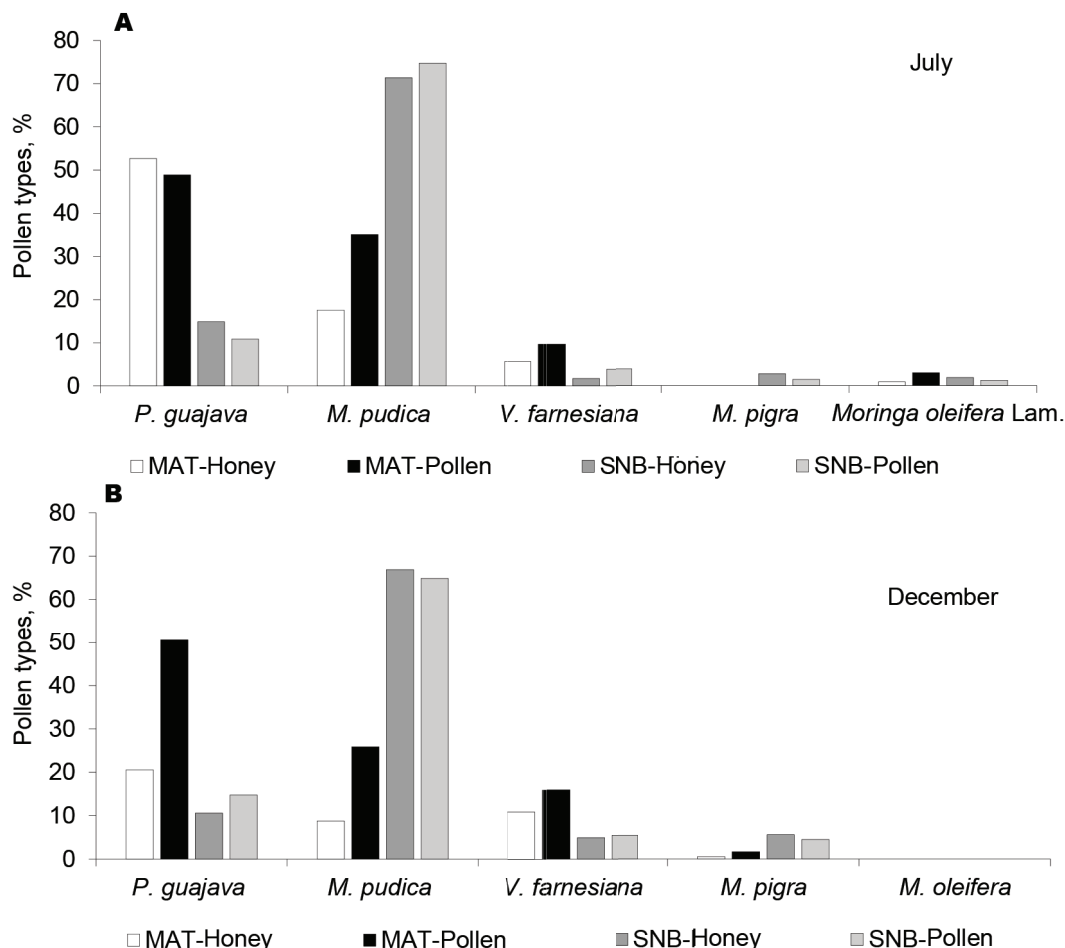 A
July
Pollen types, %
80
70
60
50
40
30
20
10
0
P. guajava M. pudica V. farnesiana M. pigra Moringa oleifera Lam.
MAT-Honey MAT-Pollen SNB-Honey SNB-Pollen
B
December
Pollen types, %
80
70
60
50
40
30
20
10
0
P. guajava M. pudica V. farnesiana M. pigra M. oleifera
MAT-Honey MAT-Pollen SNB-Honey SNB-Pollen